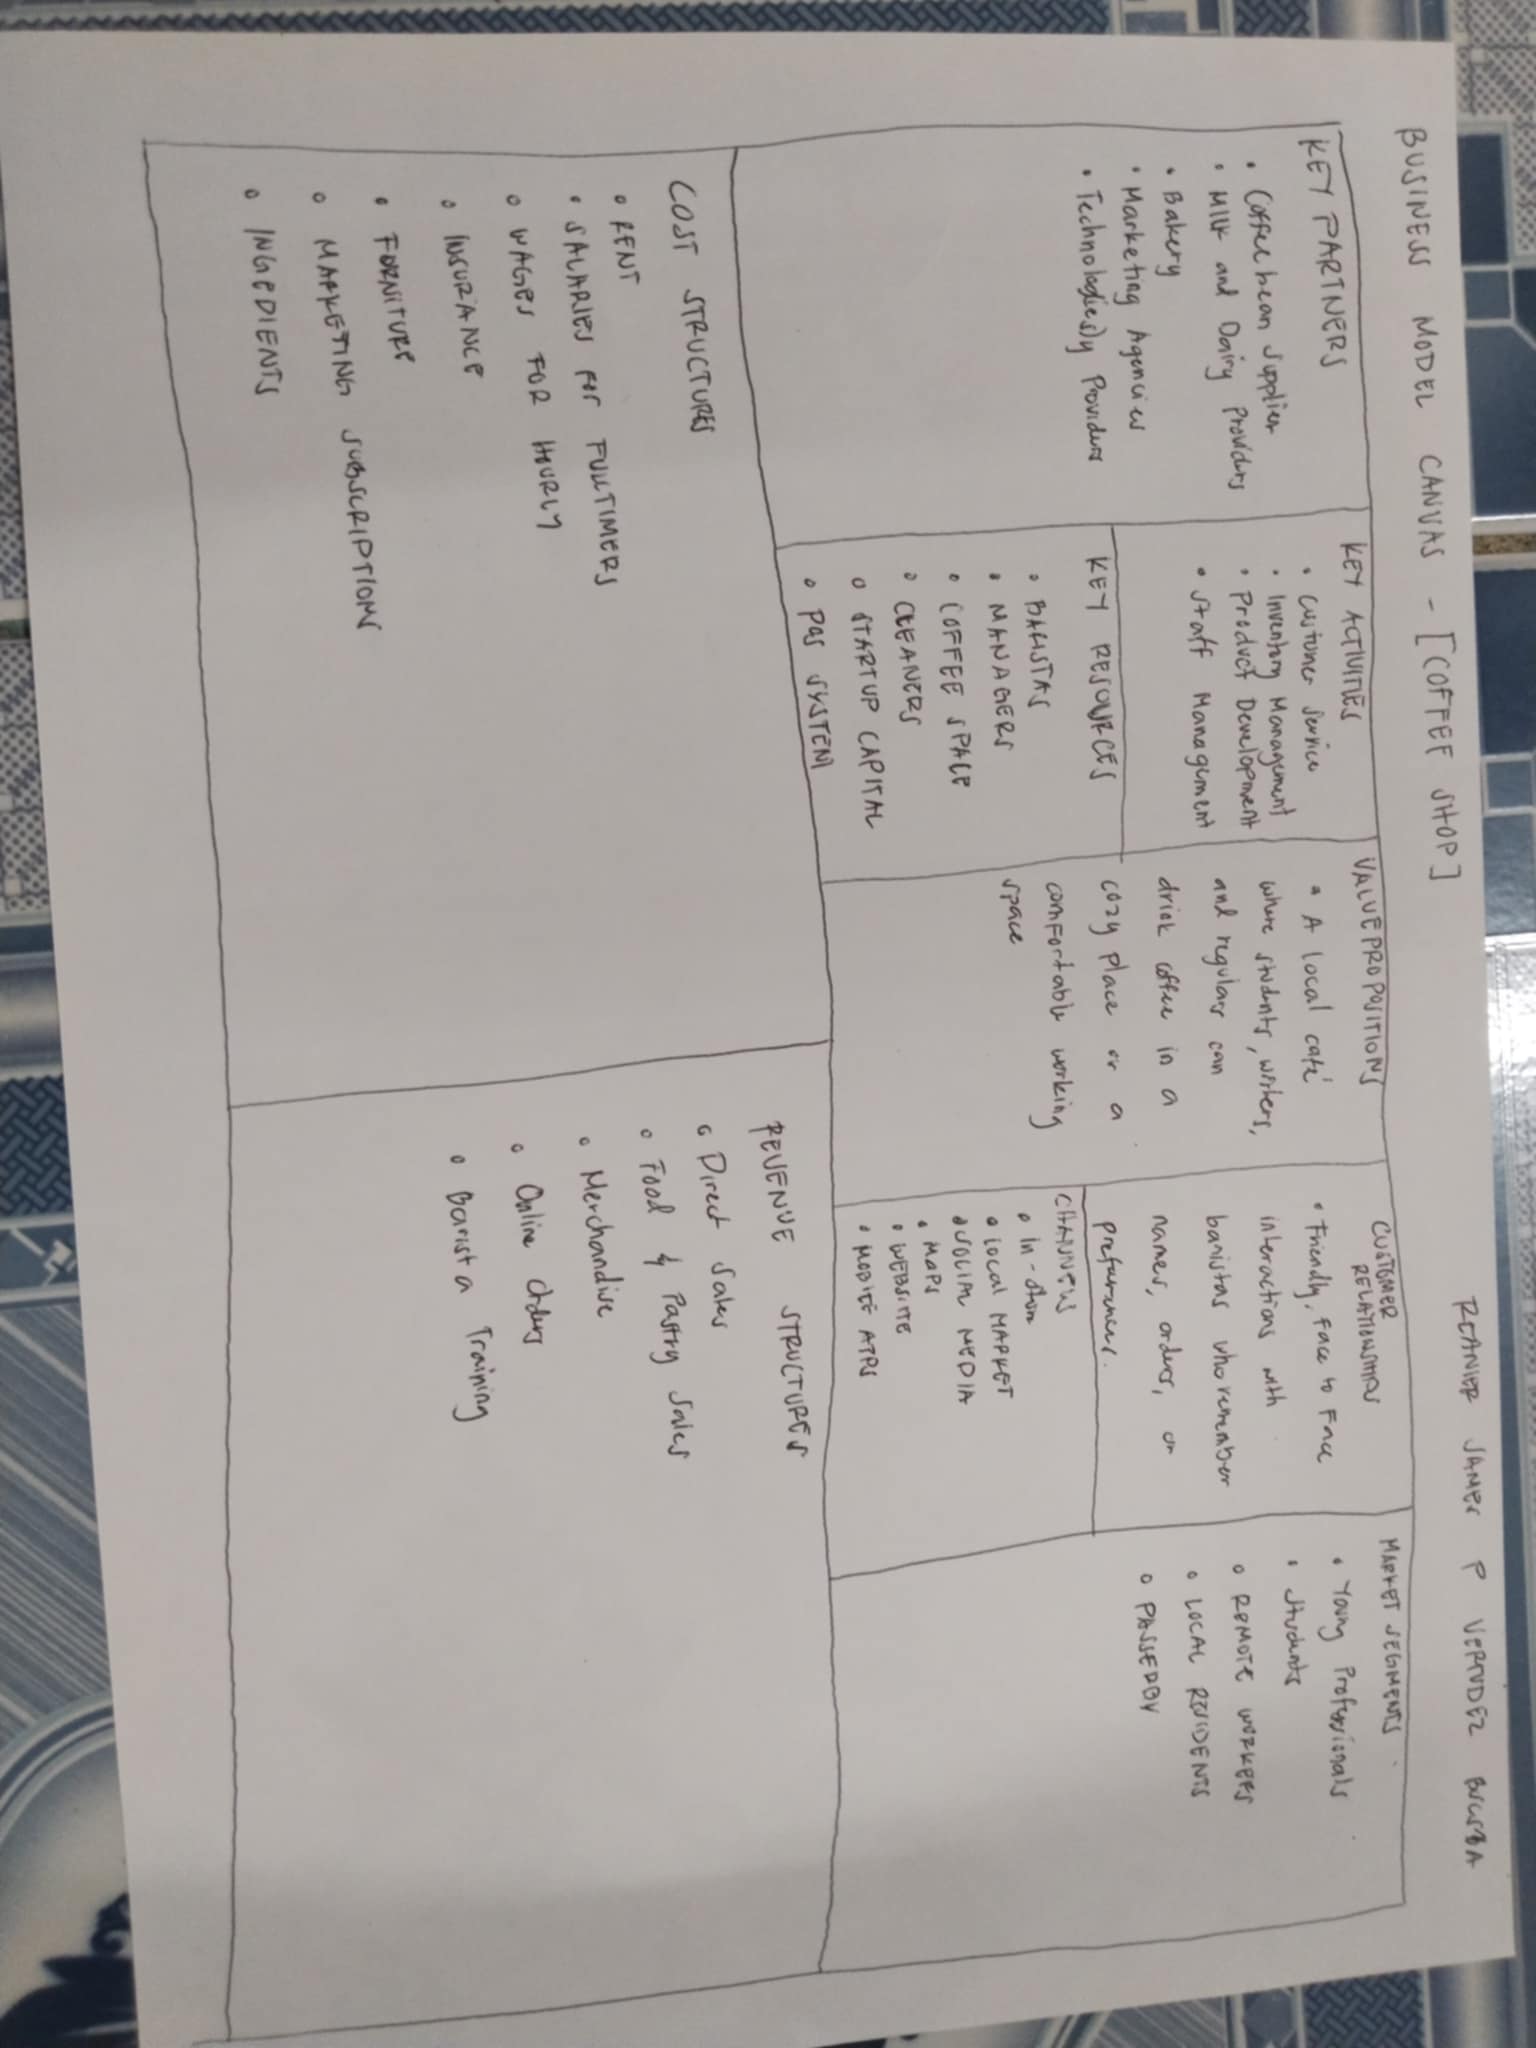 BUSINESS MODEL CANVAS - [COFFEE SHOP]
REANIER JAMES P VERTUDEZ
KEY PARTNERS
• Coffee bean Supplier
• Milk and Dairy Providers
• Bakery
• Marketing Agencies
• Technolog(ies)y Providers
KEY ACTIVITIES
• Customer Service
• Inventory Management
• Product Development
• Staff Management
KEY RESOURCES
• BARISTAS
• MANAGERS
• COFFEE SPACE
• CLEANERS
• STARTUP CAPITAL
• POS SYSTEM
VALUE PROPOSITIONS
• A local café
where students, workers,
and regulars can
drink coffee in a
cozy place or a
comfortable working
space
CUSTOMER
RELATIONSHIPS
• Friendly, Face to Face
interactions with
baristas who remember
names, orders, or
preferances.
CHANNELS
• In-store
• Local MARKET
• SOCIAL MEDIA
• MAPS
• WEBSITE
• MOBILE APPS
MARKET SEGMENTS
• Young Professionals
• Students
• REMOTE WORKERS
• LOCAL RESIDENTS
• PASSERBY
COST STRUCTURES
• RENT
• SALARIES FOR FULLTIMERS
• WAGES FOR HOURLY
• INSURANCE
• FORNITURE
• MARKETING SUBSCRIPTIONS
• INGEDIENTS
REVENUE STRUCTURES
• Direct Sales
• Food & Pastry Sales
• Merchandise
• Online Orders
• Barista Training